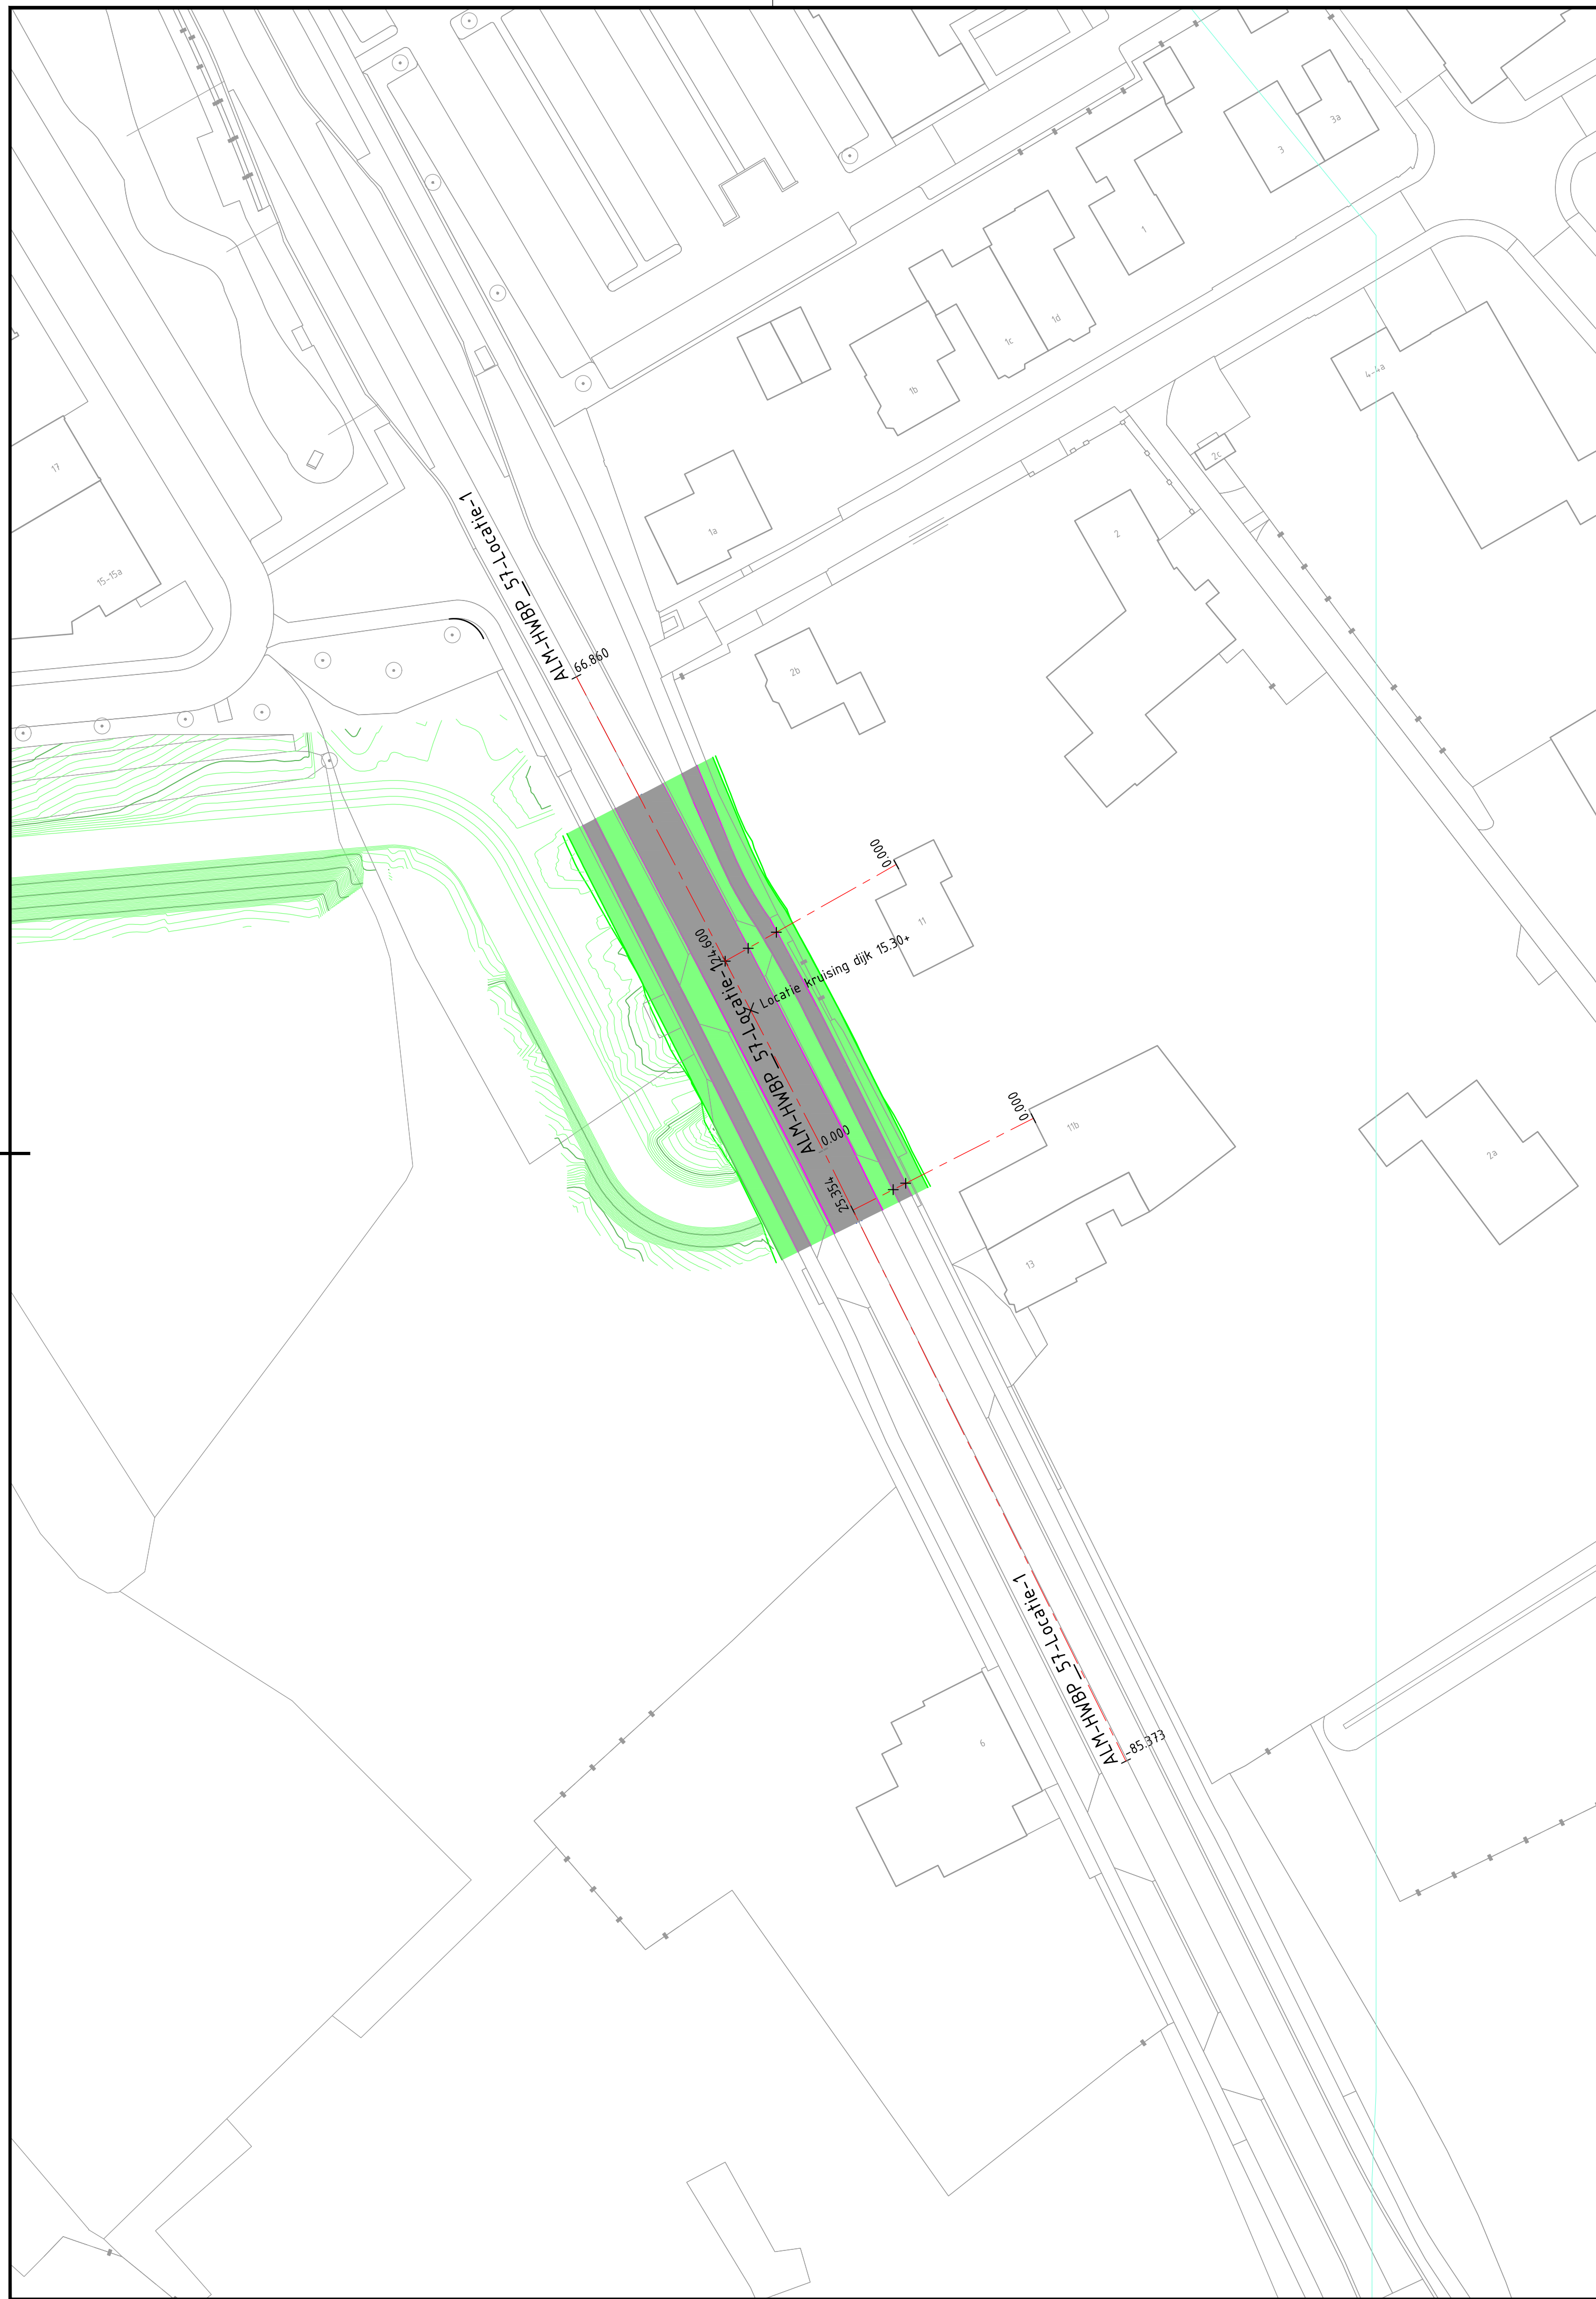 3a
3
1
1d
1c
1b
4-4a
17
2c
1a
2
15-15a
ALM-HWBP_57-Locatie-1
66.860
2b
0.000
11
24.600
Locatie kruising dijk 15.30+
ALM-HWBP_57-Locatie-1
0.000
11b
0.000
2a
25.354
13
ALM-HWBP_57-Locatie-1
6
-85.373